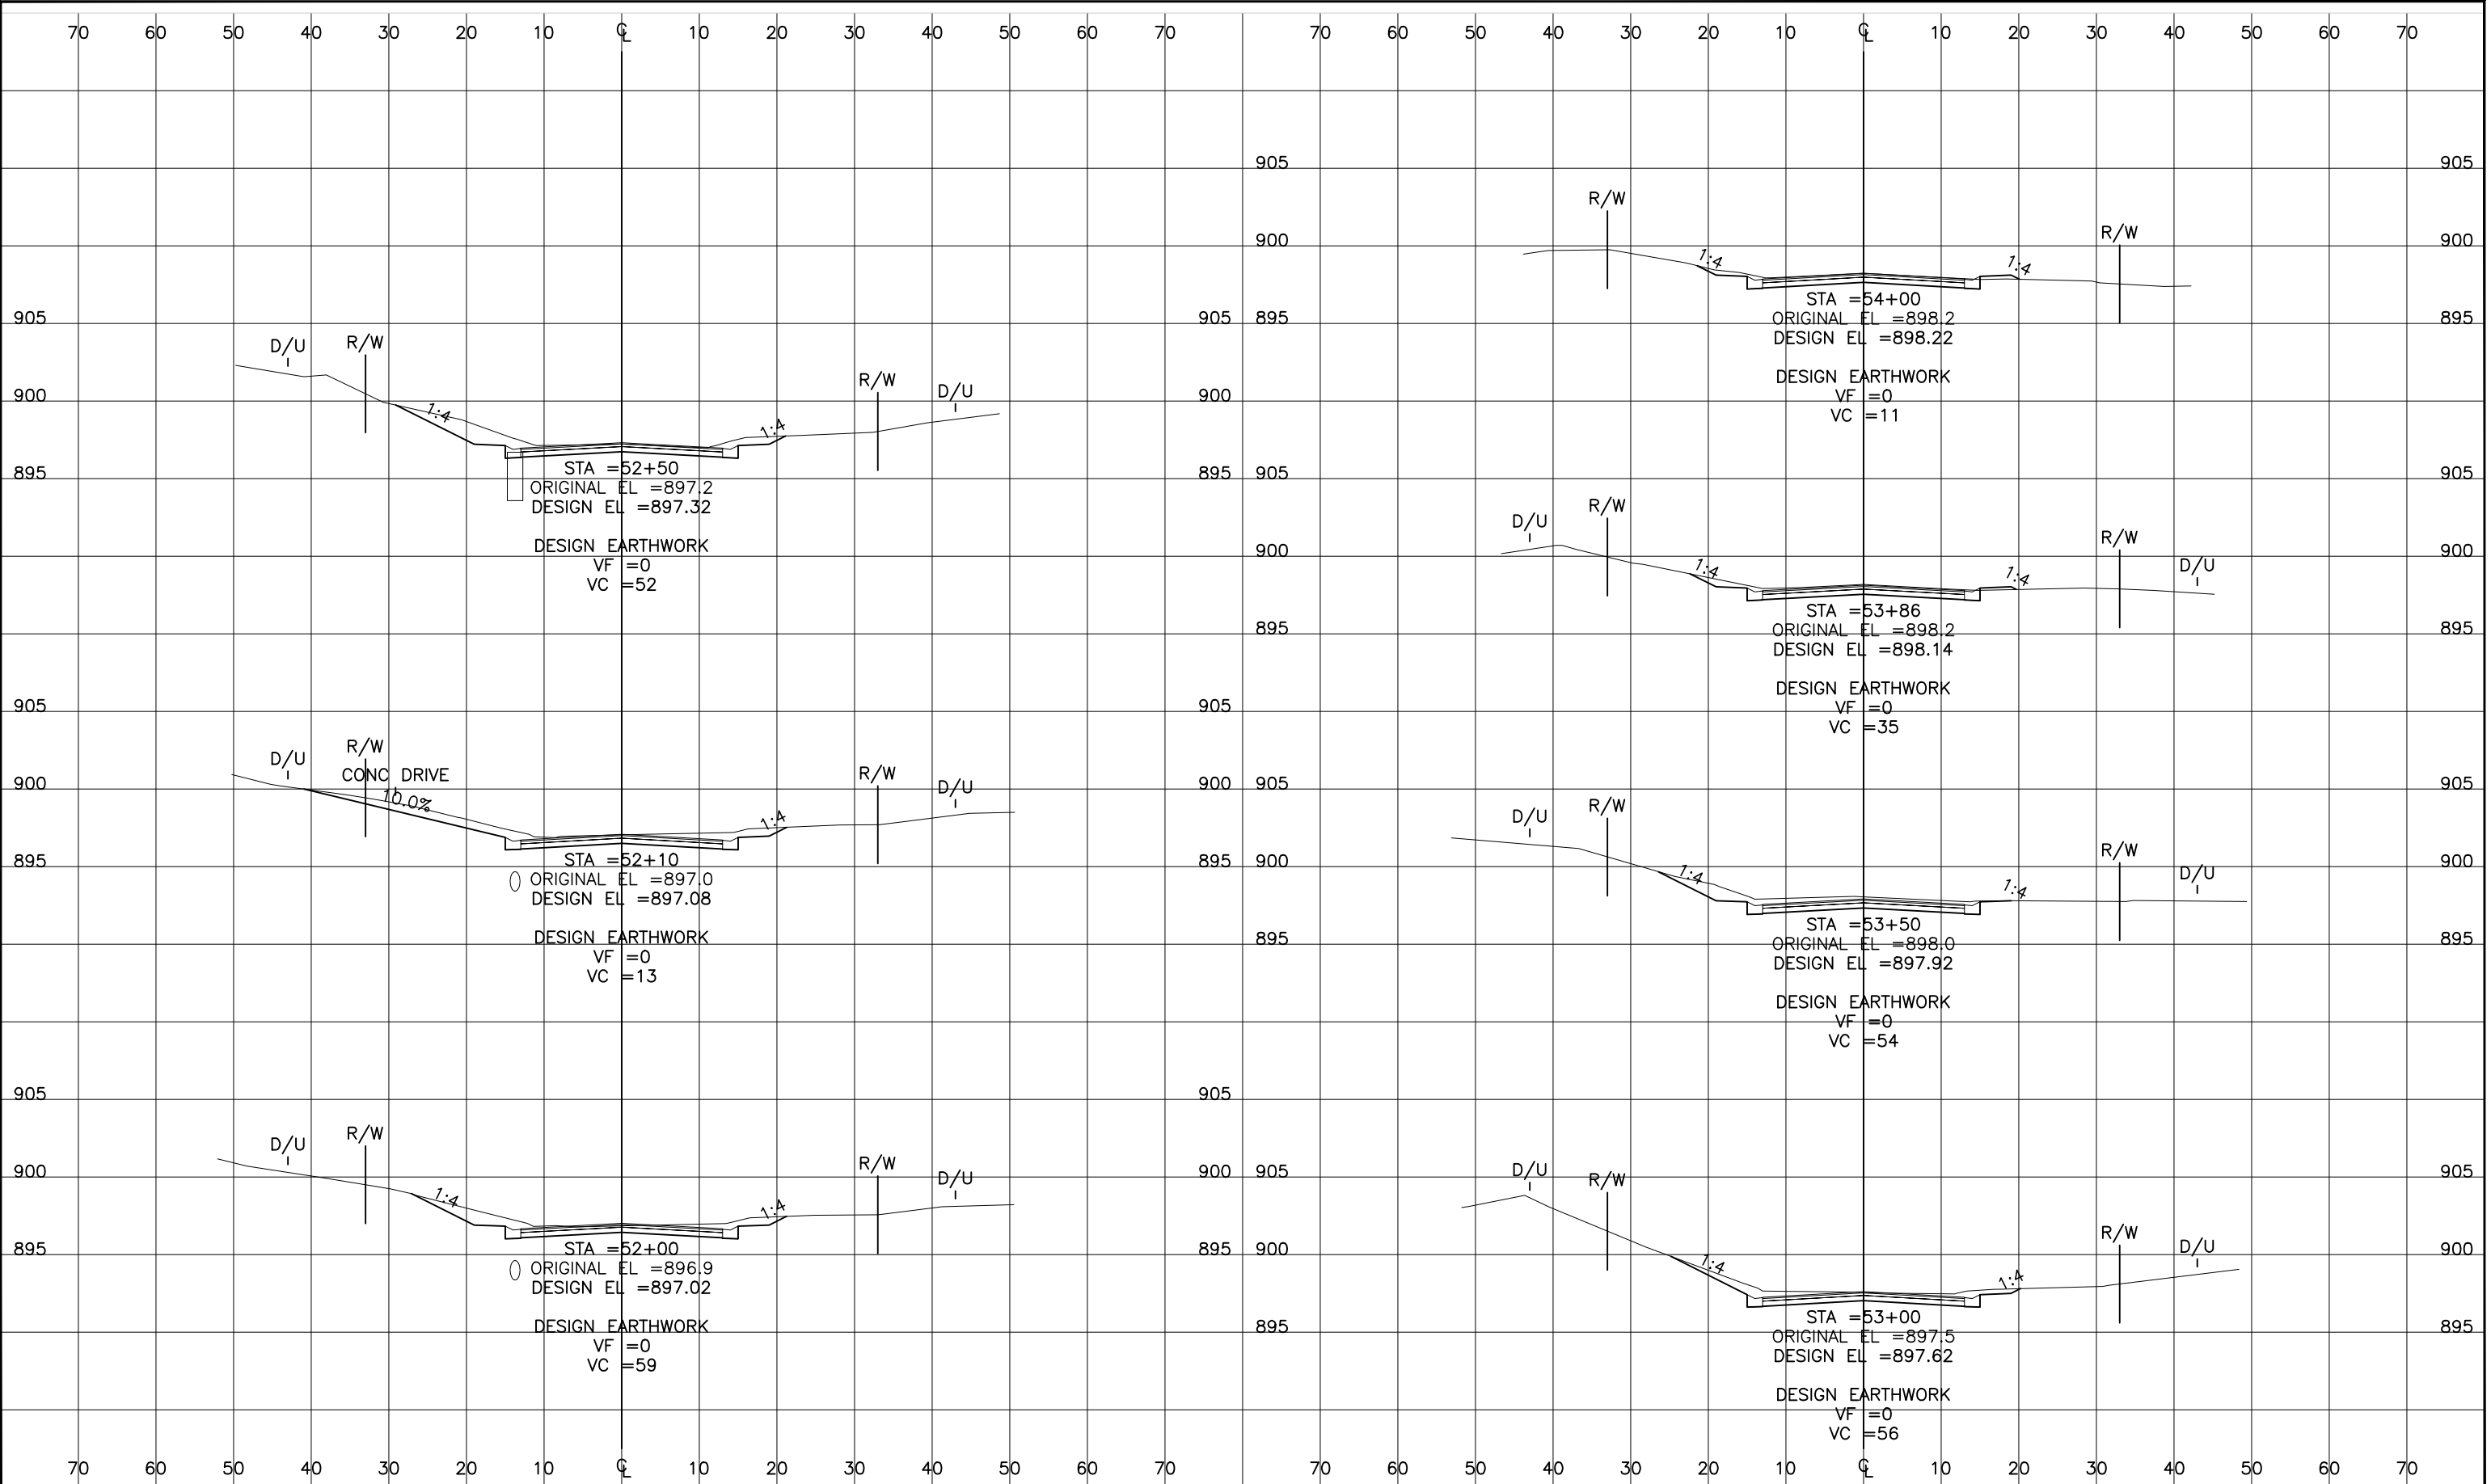 70 60 50 40 30 20 10 CL 10 20 30 40 50 60 70
70 60 50 40 30 20 10 CL 10 20 30 40 50 60 70
905 905
900 900
895 895
D/U R/W R/W D/U
1:4 1:4
STA =52+50
ORIGINAL EL =897.2
DESIGN EL =897.32
DESIGN EARTHWORK
VF =0
VC =52
905 905
900 900
895 895
D/U R/W R/W D/U
CONC DRIVE
10.0% 1:4
STA =52+10
ORIGINAL EL =897.0
DESIGN EL =897.08
DESIGN EARTHWORK
VF =0
VC =13
905 905
900 900
895 895
D/U R/W R/W D/U
1:4 1:4
STA =52+00
ORIGINAL EL =896.9
DESIGN EL =897.02
DESIGN EARTHWORK
VF =0
VC =59
905 905
900 900
895 895
R/W R/W
1:4 1:4
STA =54+00
ORIGINAL EL =898.2
DESIGN EL =898.22
DESIGN EARTHWORK
VF =0
VC =11
905 905
900 900
895 895
D/U R/W R/W D/U
1:4 1:4
STA =53+86
ORIGINAL EL =898.2
DESIGN EL =898.14
DESIGN EARTHWORK
VF =0
VC =35
905 905
900 900
895 895
D/U R/W R/W D/U
1:4 1:4
STA =53+50
ORIGINAL EL =898.0
DESIGN EL =897.92
DESIGN EARTHWORK
VF =0
VC =54
905 905
900 900
895 895
D/U R/W R/W D/U
1:4 1:4
STA =53+00
ORIGINAL EL =897.5
DESIGN EL =897.62
DESIGN EARTHWORK
VF =0
VC =56
70 60 50 40 30 20 10 CL 10 20 30 40 50 60 70
70 60 50 40 30 20 10 CL 10 20 30 40 50 60 70